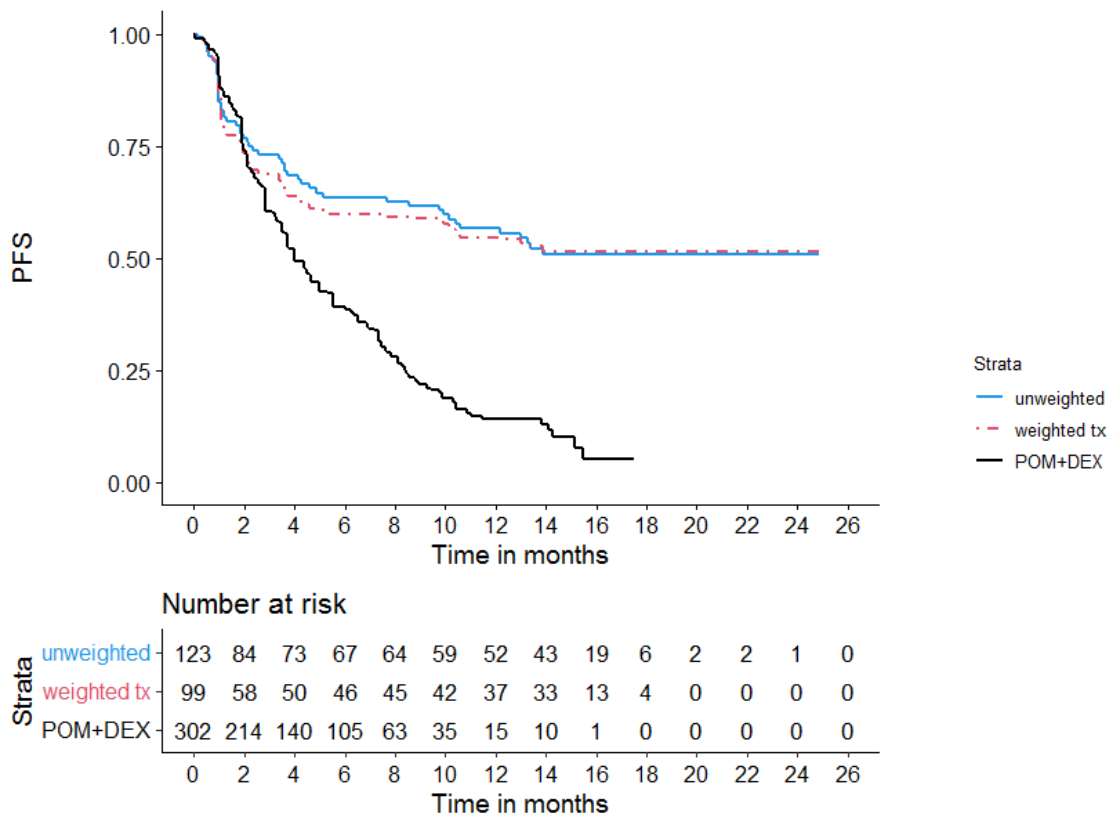 1.00
0.75
0.50
0.25
0.00
PFS
0 2 4 6 8 10 12 14 16 18 20 22 24 26
Time in months
Strata
unweighted
weighted tx
POM+DEX
Number at risk
Strata
unweighted 123 84 73 67 64 59 52 43 19 6 2 2 1 0
weighted tx 99 58 50 46 45 42 37 33 13 4 0 0 0 0
POM+DEX 302 214 140 105 63 35 15 10 1 0 0 0 0 0
0 2 4 6 8 10 12 14 16 18 20 22 24 26
Time in months